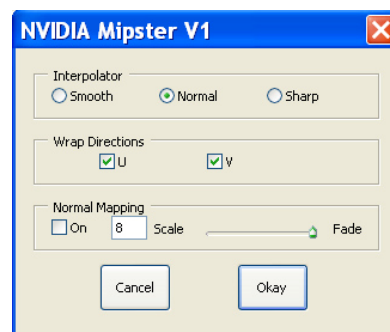 NVIDIA Mipster V1
Interpolator
Smooth Normal Sharp
Wrap Directions
U V
Normal Mapping
On 8 Scale Fade
Cancel Okay